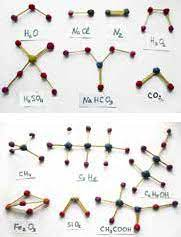 H₂O NaCl N₂ H₂O₂
H₂SO₄ NaHCO₃ CO₂
CH₄ C₂H₆ C₂H₅OH
Fe₂O₃ SiO₂ CH₃COOH